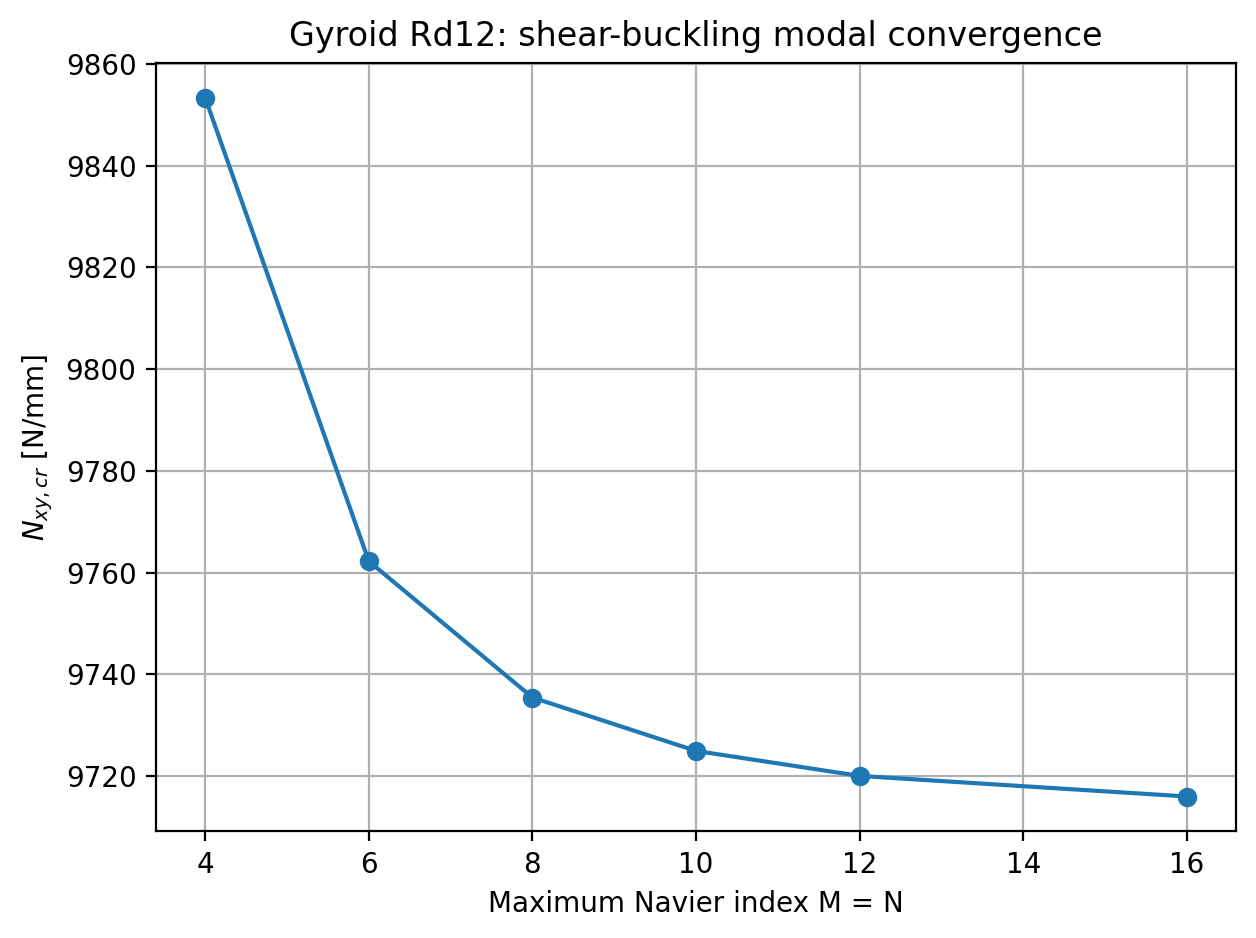 Gyroid Rd12: shear-buckling modal convergence
9860
9840
9820
9800
9780
9760
9740
9720
N_{xy, cr} [N/mm]
4 6 8 10 12 14 16
Maximum Navier index M = N